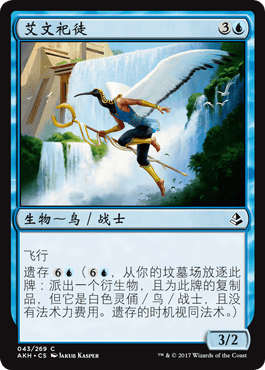 艾文祀徒 3
生物~鸟／战士
飞行
遗存 6 （ 6 ，从你的坟墓场放逐此
牌：派出一个衍生物，且为此牌的复制
品，但它是白色灵俑／鸟／战士，且没
有法术力费用。遗存的时机视同法术。）
3/2
043/269 C
AKH • CS JAKUB KASPER
™ & © 2017 Wizards of the Coast